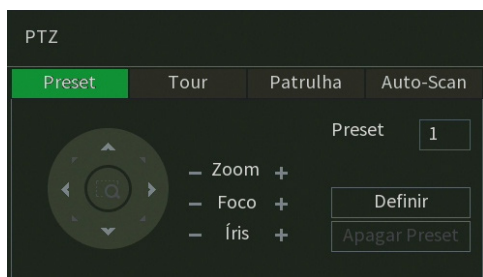 PTZ
Preset Tour Patrulha Auto-Scan
Preset 1
– Zoom +
– Foco +
– Íris +
Definir
Apagar Preset